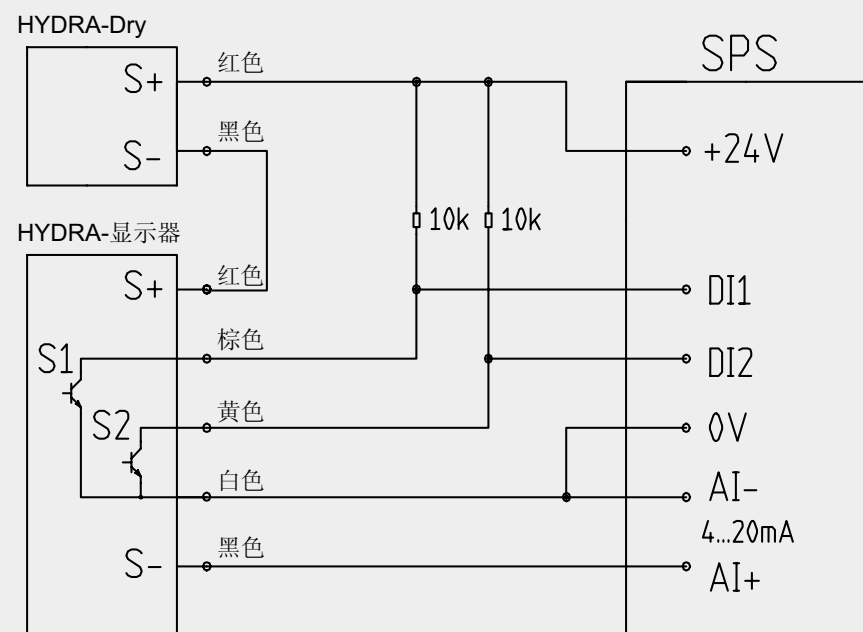 HYDRA-Dry
SPS
S+ 红色
S- 黑色
+24V
10k 10k
HYDRA-显示器
S+ 红色
DI1
棕色
S1
DI2
黄色
S2
0V
白色
AI-
4...20mA
S- 黑色
AI+